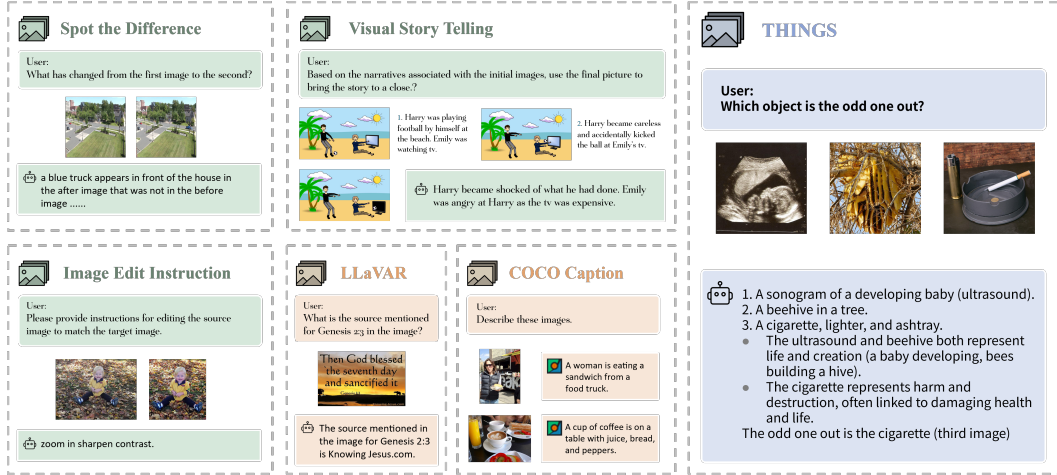 Spot the Difference
User:
What has changed from the first image to the second?
a blue truck appears in front of the house in
the after image that was not in the before
image ......
Visual Story Telling
User:
Based on the narratives associated with the initial images, use the final picture to
bring the story to a close.?
1. Harry was playing
football by himself at
the beach. Emily was
watching tv.
2. Harry became careless
and accidentally kicked
the ball at Emily's tv.
Harry became shocked of what he had done. Emily
was angry at Harry as the tv was expensive.
Image Edit Instruction
User:
Please provide instructions for editing the source
image to match the target image.
zoom in sharpen contrast.
LLaVAR
User:
What is the source mentioned
for Genesis 2:3 in the image?
Then God blessed
the seventh day
and sanctified it
The source mentioned in
the image for Genesis 2:3
is Knowing Jesus.com.
COCO Caption
User:
Describe these images.
A woman is eating a
sandwich from a
food truck.
A cup of coffee is on a
table with juice, bread,
and peppers.
THINGS
User:
Which object is the odd one out?
1. A sonogram of a developing baby (ultrasound).
2. A beehive in a tree.
3. A cigarette, lighter, and ashtray.
• The ultrasound and beehive both represent
life and creation (a baby developing, bees
building a hive).
• The cigarette represents harm and
destruction, often linked to damaging health
and life.
The odd one out is the cigarette (third image)